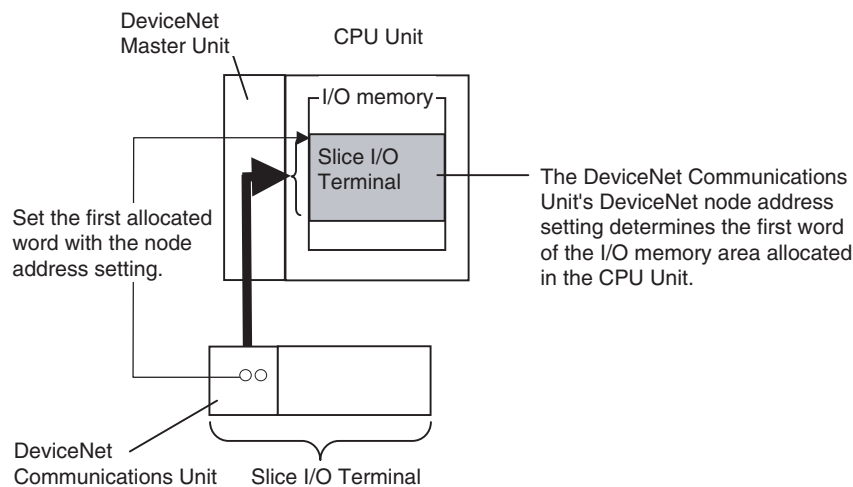 DeviceNet
Master Unit
CPU Unit
I/O memory
Slice I/O
Terminal
The DeviceNet Communications
Unit's DeviceNet node address
setting determines the first word
of the I/O memory area allocated
in the CPU Unit.
Set the first allocated
word with the node
address setting.
DeviceNet
Communications Unit
Slice I/O Terminal